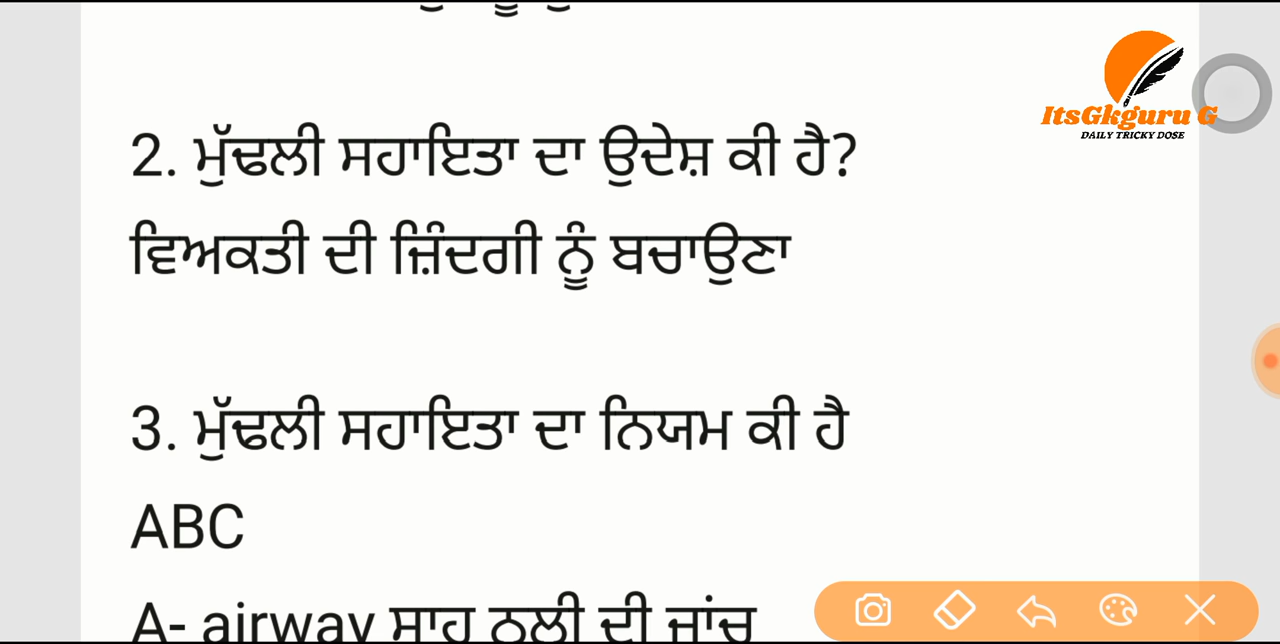 ItsGkguru G
DAILY TRICKY DOSE
2. ਮੁੱਢਲੀ ਸਹਾਇਤਾ ਦਾ ਉਦੇਸ਼ ਕੀ ਹੈ?
ਵਿਅਕਤੀ ਦੀ ਜ਼ਿੰਦਗੀ ਨੂੰ ਬਚਾਉਣਾ
3. ਮੁੱਢਲੀ ਸਹਾਇਤਾ ਦਾ ਨਿਯਮ ਕੀ ਹੈ
ABC
A- airway ਸਾਹ ਨਲੀ ਦੀ ਜਾਂਚ